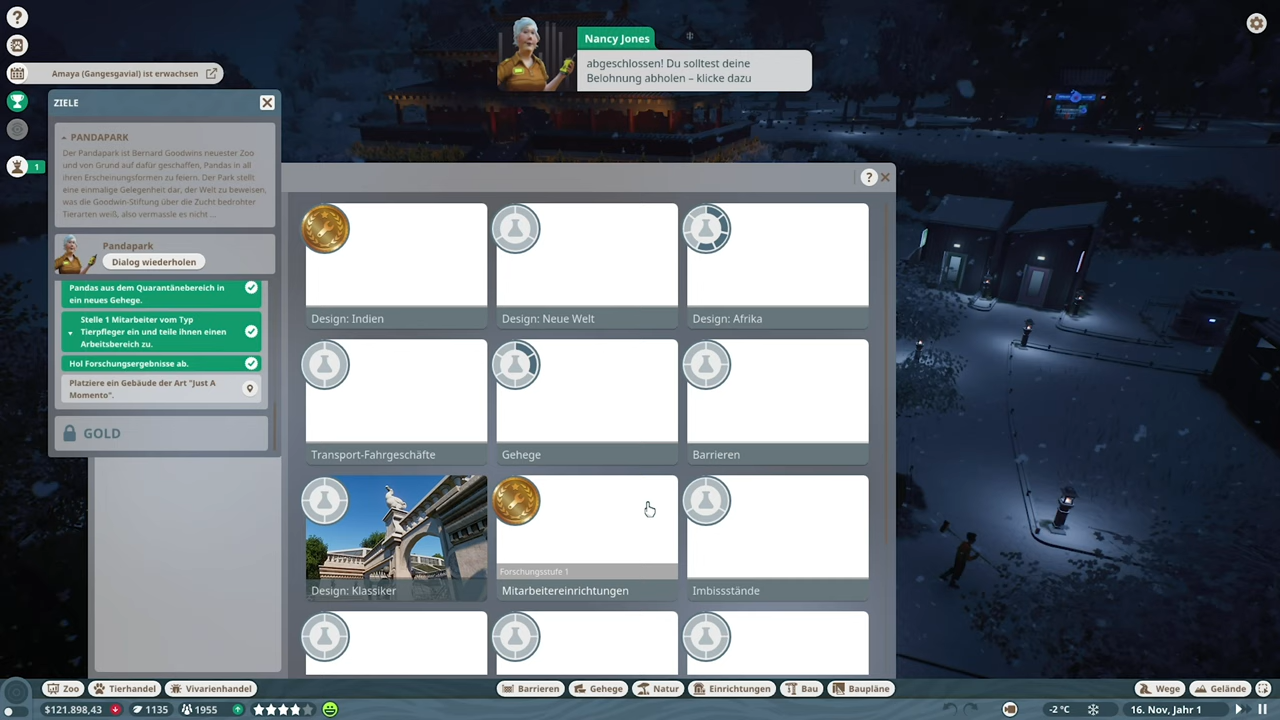 Nancy Jones
abgeschlossen! Du solltest deine
Belohnung abholen – klicke dazu
Amaya (Gangesgavial) ist erwachsen
ZIELE
PANDAPARK
Der Pandapark ist Bernard Goodwins
neuester Zoo
und von Grund auf dafür geschaffen, Pandas in all
ihren Erscheinungsformen zu feiern. Der Park stellt
eine einmalige Gelegenheit dar, der Welt zu beweisen,
was die Goodwin-Stiftung über die Zucht bedrohter
Tierarten weiß, also vermassle es nicht ...
1
Pandapark
Dialog wiederholen
Pandas aus dem Quarantänebereich in
ein neues Gehege.
Stelle 1 Mitarbeiter vom Typ
Tierpfleger ein und teile ihnen einen
Arbeitsbereich zu.
Hol Forschungsergebnisse ab.
Platziere ein Gebäude der Art "Just A
Momento".
GOLD
?
?
Design: Indien
Design: Neue Welt
Design: Afrika
Transport-Fahrgeschäfte
Gehege
Barrieren
Design: Klassiker
Forschungsstufe 1
Mitarbeitereinrichtungen
Imbissstände
Zoo
Tierhandel
Vivarienhandel
Barrieren
Gehege
Natur
Einrichtungen
Bau
Baupläne
Wege
Gelände
$121.898,43
1135
1955
-2 °C
16. Nov, Jahr 1